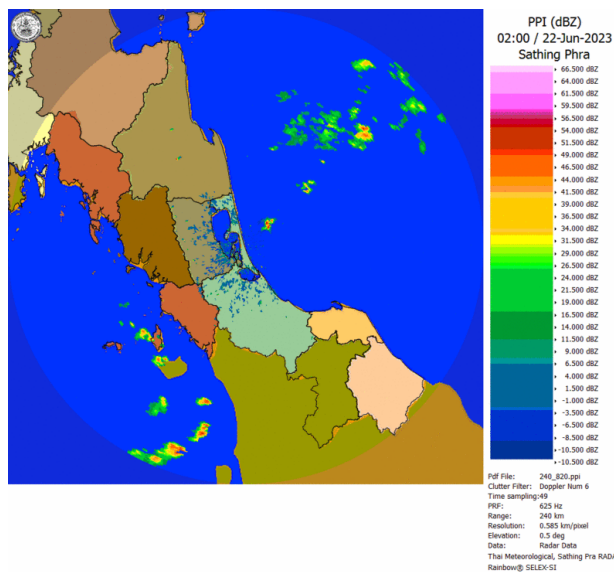 PPI (dBZ)
02:00 / 22-Jun-2023
Sathing Phra
66.500 dBZ
64.000 dBZ
61.500 dBZ
59.500 dBZ
56.500 dBZ
54.000 dBZ
51.500 dBZ
49.000 dBZ
46.500 dBZ
44.000 dBZ
41.500 dBZ
39.000 dBZ
36.500 dBZ
34.000 dBZ
31.500 dBZ
29.000 dBZ
26.500 dBZ
24.000 dBZ
21.500 dBZ
19.000 dBZ
16.500 dBZ
14.000 dBZ
11.500 dBZ
9.000 dBZ
6.500 dBZ
4.000 dBZ
1.500 dBZ
-1.000 dBZ
-3.500 dBZ
-6.000 dBZ
-8.500 dBZ
-10.500 dBZ
-10.500 dBZ
Pdf File: 240_820.ppi
Clutter Filter: Doppler Num 6
Time sampling:49
PRF: 625 Hz
Range: 240 km
Resolution: 0.585 km/pixel
Elevation: 0.5 deg
Data: Radar Data
Thai Meteorological, Sathing Pra RADA
Rainbow® SELEX-SI